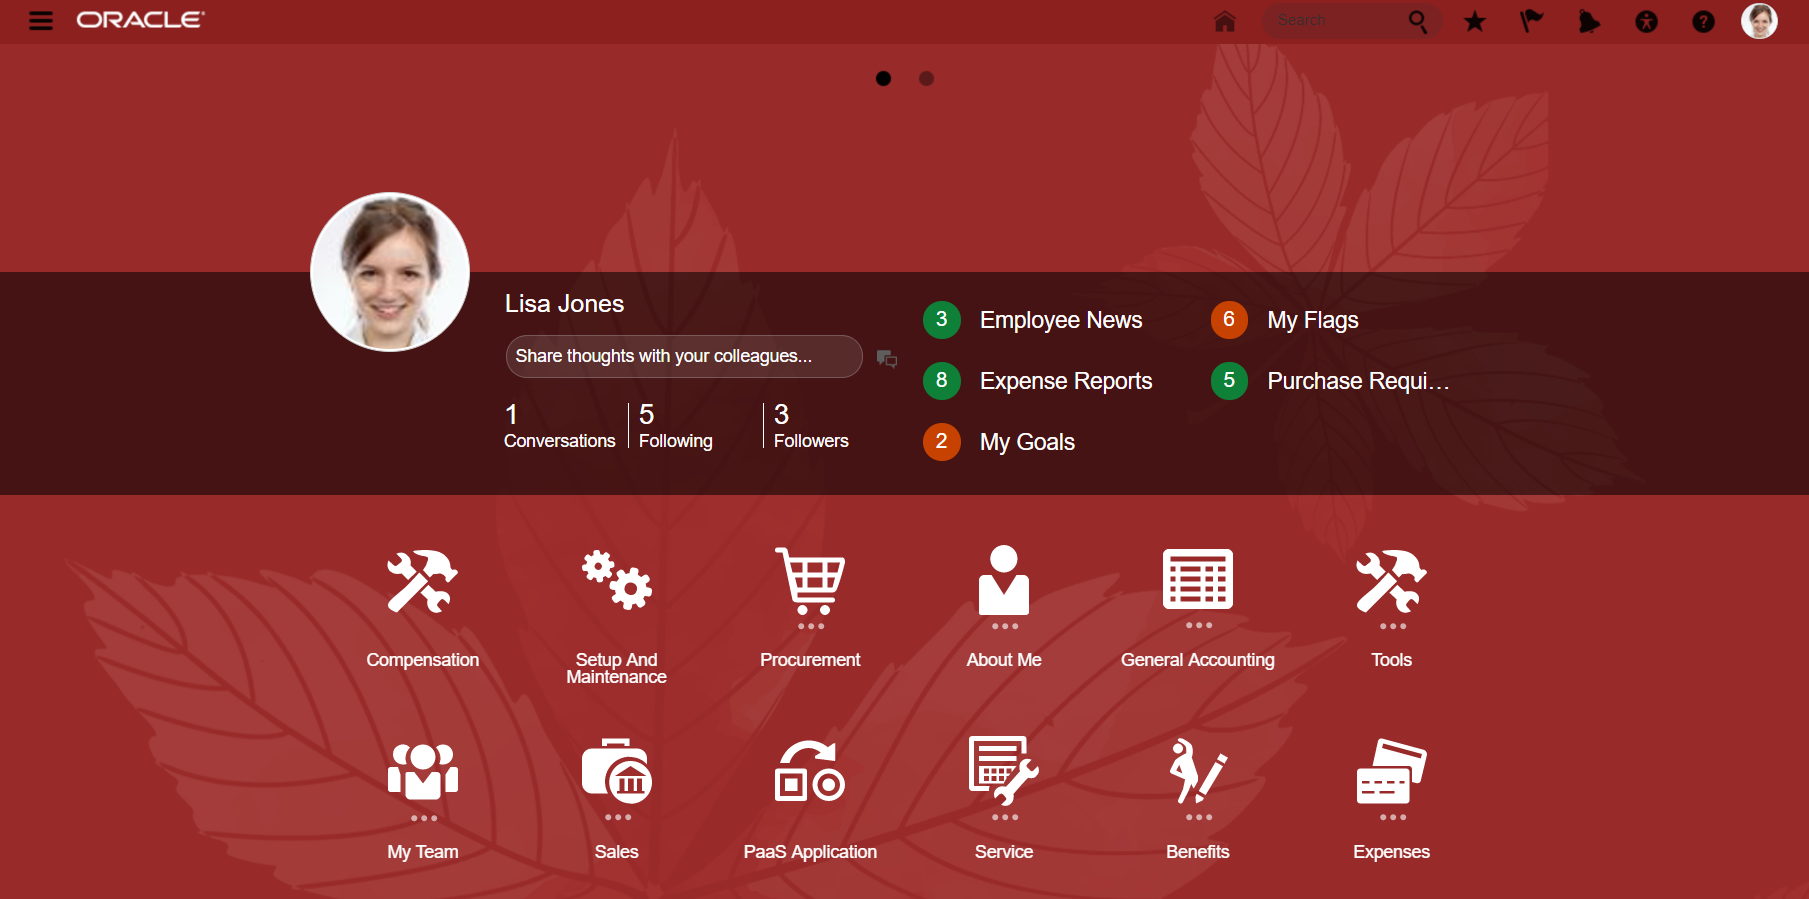 ORACLE
Search
Lisa Jones
Share thoughts with your colleagues...
1
Conversations
5
Following
3
Followers
3 Employee News
6 My Flags
8 Expense Reports
5 Purchase Requi...
2 My Goals
Compensation
Setup And
Maintenance
Procurement
About Me
General Accounting
Tools
My Team
Sales
PaaS Application
Service
Benefits
Expenses